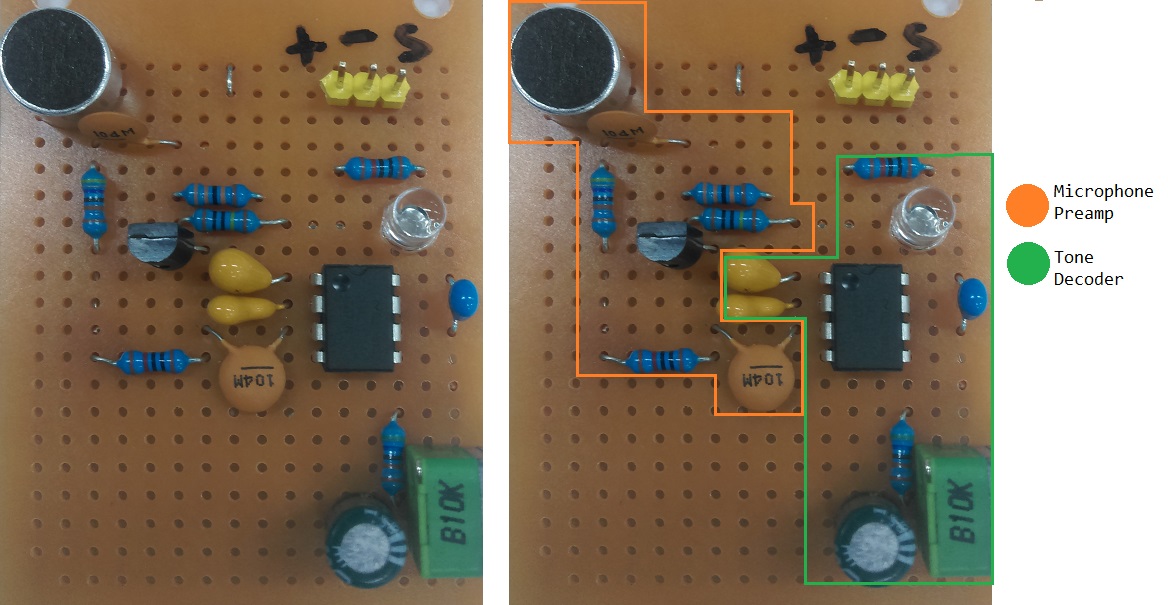 + - S
+ - S
104M
104M
104M
104M
B10K
B10K
Microphone
Preamp
Tone
Decoder